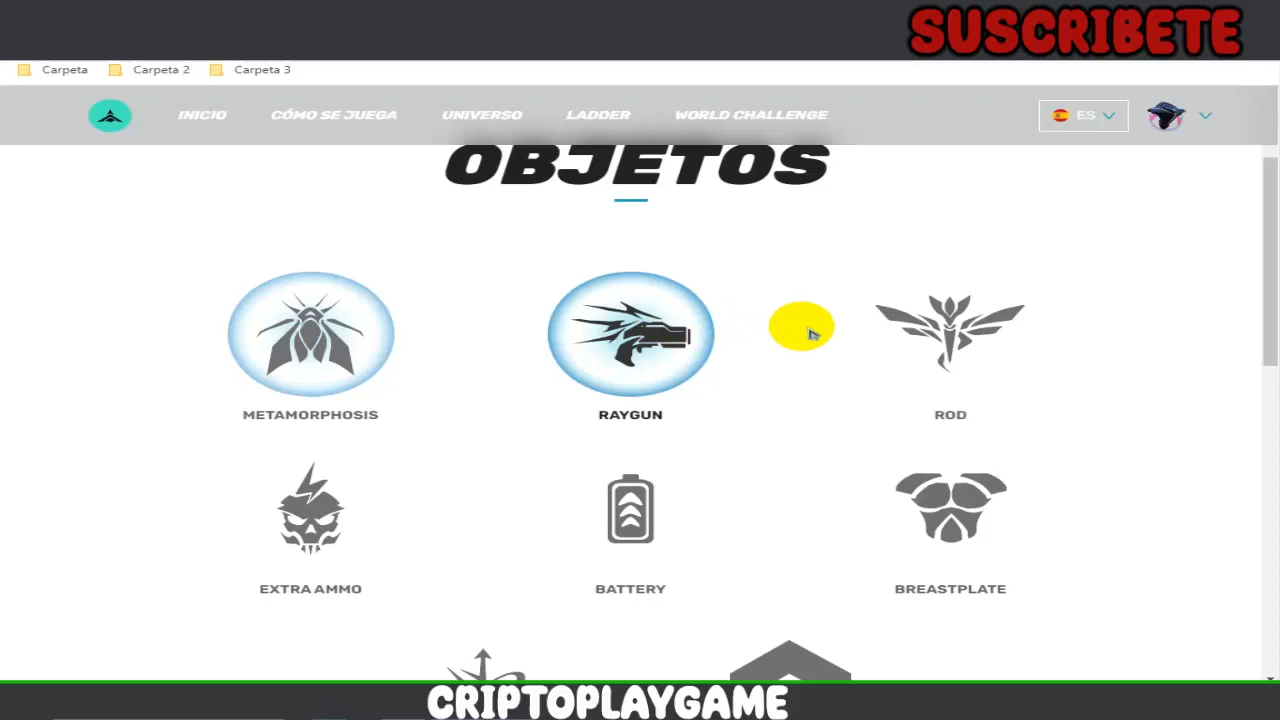 SUSCRIBETE
Carpeta Carpeta 2 Carpeta 3
INICIO CÓMO SE JUEGA UNIVERSO LADDER WORLD CHALLENGE ES
OBJETOS
METAMORPHOSIS RAYGUN ROD
EXTRA AMMO BATTERY BREASTPLATE
CRIPTOPLAYGAME